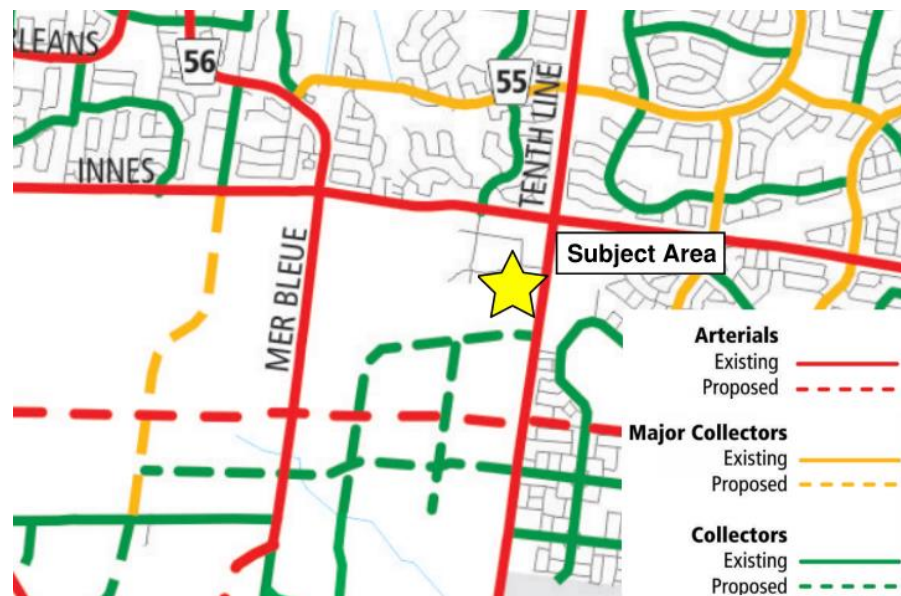 RLEANS
56
55
TENTH LINE
INNES
MER BLEUE
Subject Area
Arterials
Existing
Proposed
Major Collectors
Existing
Proposed
Collectors
Existing
Proposed